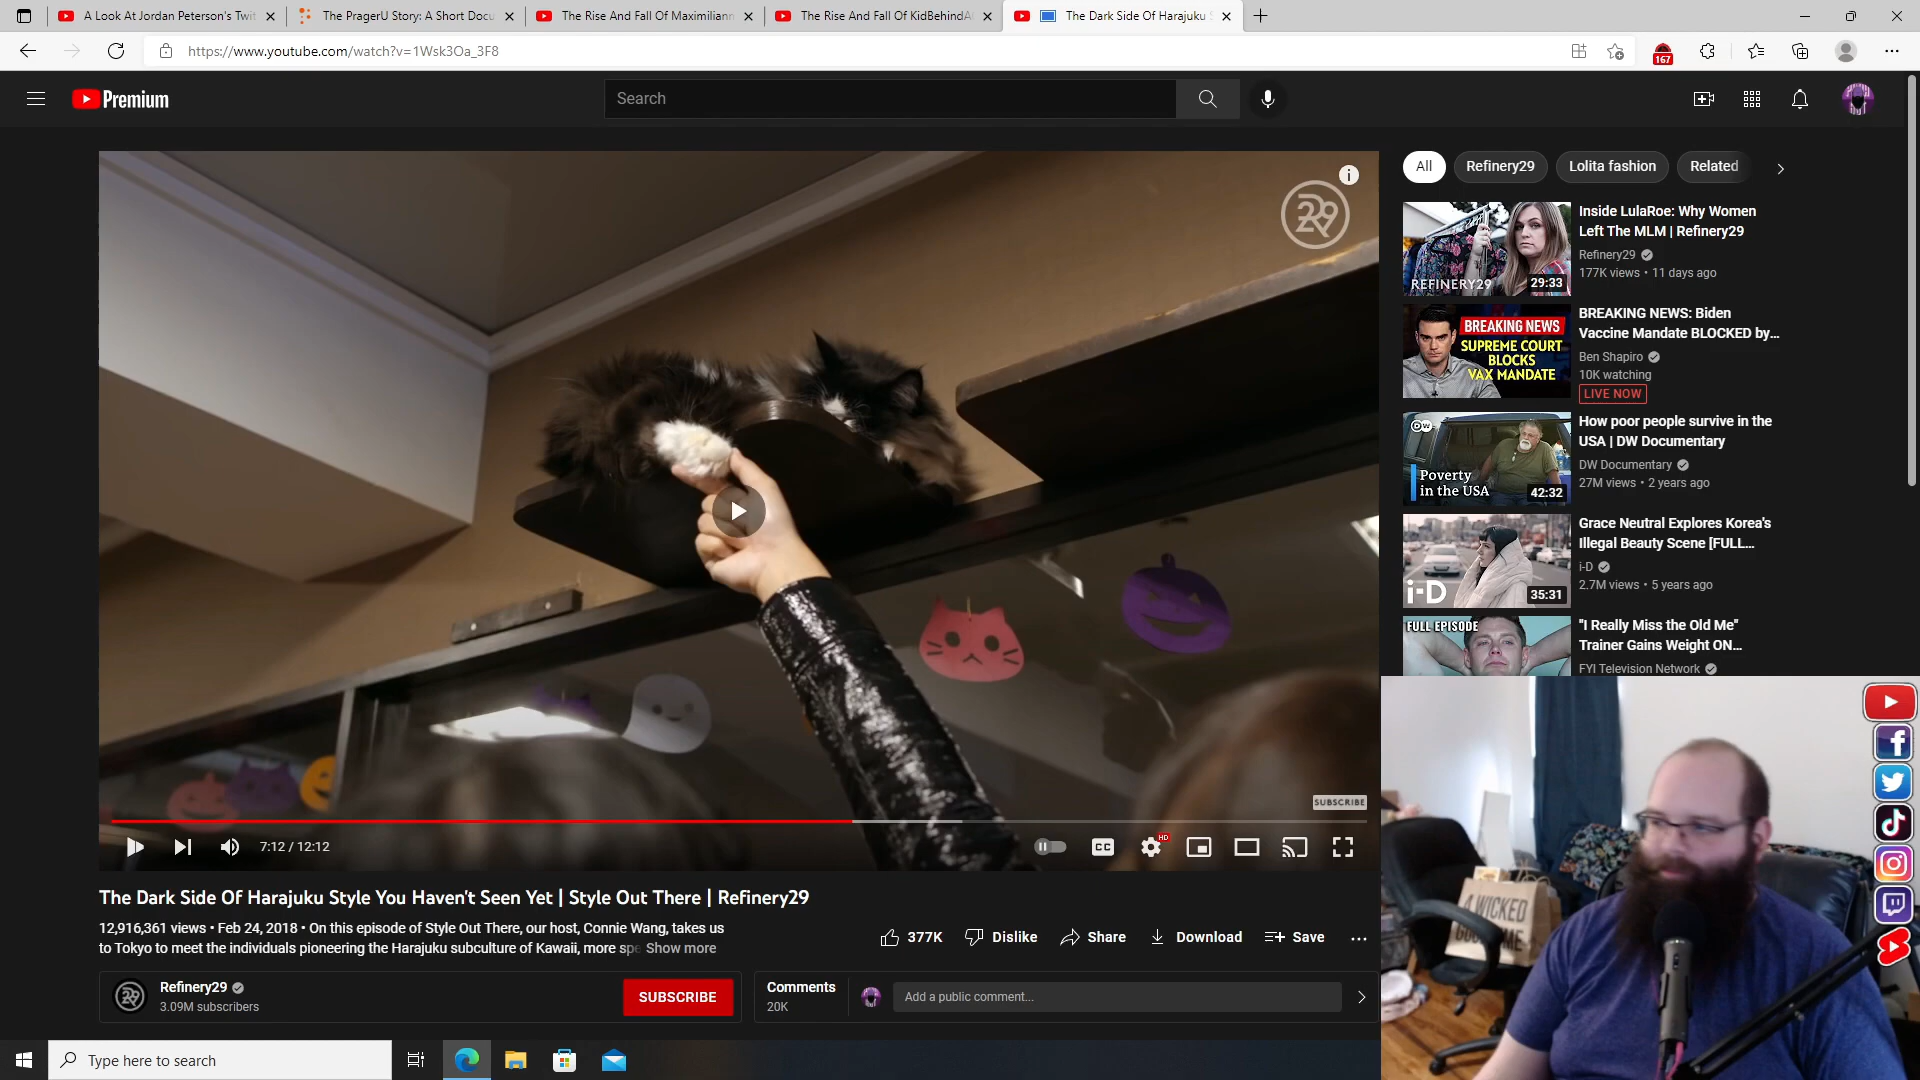 A Look At Jordan Peterson's Twit
The PragerU Story: A Short Docu
The Rise And Fall Of Maximilianm
The Rise And Fall Of KidBehindA
The Dark Side Of Harajuku S
https://www.youtube.com/watch?v=1Wsk3Oa_3F8
167
Premium
Search
All
Refinery29
Lolita fashion
Related
R29
Inside LulaRoe: Why Women
Left The MLM | Refinery29
Refinery29
177K views • 11 days ago
REFINERY29
29:33
BREAKING NEWS: Biden
Vaccine Mandate BLOCKED by...
Ben Shapiro
10K watching
LIVE NOW
BREAKING NEWS
SUPREME COURT
BLOCKS
VAX MANDATE
How poor people survive in the
USA | DW Documentary
DW Documentary
27M views • 2 years ago
DW
Poverty
in the USA
42:32
Grace Neutral Explores Korea's
Illegal Beauty Scene [FULL...
i-D
2.7M views • 5 years ago
i-D
35:31
"I Really Miss the Old Me"
Trainer Gains Weight ON...
FYI Television Network
FULL EPISODE
SUBSCRIBE
7:12 / 12:12
CC
HD
The Dark Side Of Harajuku Style You Haven't Seen Yet | Style Out There | Refinery29
12,916,361 views • Feb 24, 2018 • On this episode of Style Out There, our host, Connie Wang, takes us
to Tokyo to meet the individuals pioneering the Harajuku subculture of Kawaii, more spe Show more
377K
Dislike
Share
Download
Save
Refinery29
3.09M subscribers
SUBSCRIBE
Comments
20K
Add a public comment...
A WICKED
Type here to search